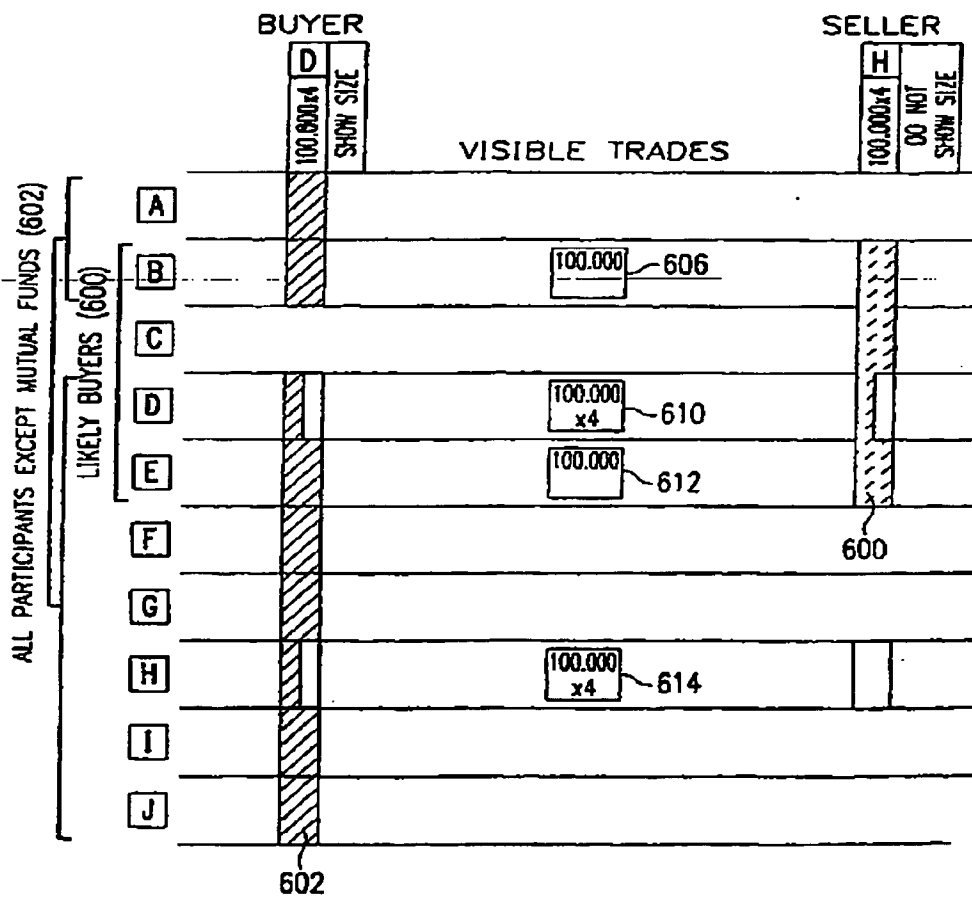 BUYER
SELLER
D
100.600x4
SHOW SIZE
H
100.000x4
DO NOT
SHOW SIZE
VISIBLE TRADES
ALL PARTICIPANTS EXCEPT MUTUAL FUNDS (602)
LIKELY BUYERS (600)
A
B
100.000
606
C
D
100.000
x4
610
E
100.000
612
600
F
G
H
100.000
x4
614
I
J
602